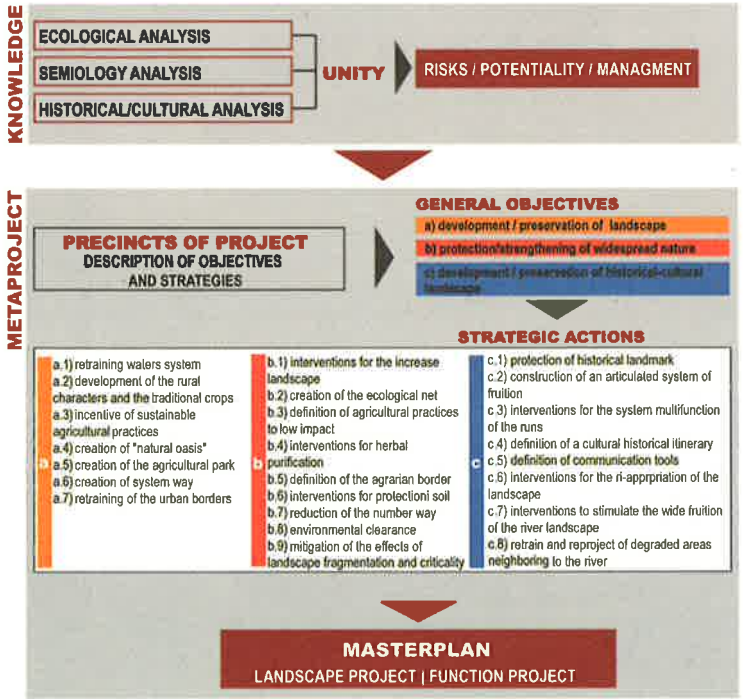 KNOWLEDGE
ECOLOGICAL ANALYSIS
SEMIOLOGY ANALYSIS
HISTORICAL/CULTURAL ANALYSIS
UNITY
RISKS / POTENTIALITY / MANAGMENT
METAPROJECT
PRECINCTS OF PROJECT
DESCRIPTION OF OBJECTIVES
AND STRATEGIES
GENERAL OBJECTIVES
a) development / preservation of landscape
b) protection/strengthening of widespread nature
c) development / preservation of historical-cultural
landscape
STRATEGIC ACTIONS
a
a.1) retraining waters system
a.2) development of the rural
characters and the traditional crops
a.3) incentive of sustainable
agricultural practices
a.4) creation of "natural oasis"
a.5) creation of the agricultural park
a.6) creation of system way
a.7) retraining of the urban borders
b
b.1) interventions for the increase
landscape
b.2) creation of the ecological net
b.3) definition of agricultural practices
to low impact
b.4) interventions for herbal
purification
b.5) definition of the agrarian border
b.6) interventions for protectioni soil
b.7) reduction of the number way
b.8) environmental clearance
b.9) mitigation of the effects of
landscape fragmentation and criticality
c
c.1) protection of historical landmark
c.2) construction of an articulated system of
fruition
c.3) interventions for the system multifunction
of the runs
c.4) definition of a cultural historical itinerary
c.5) definition of communication tools
c.6) interventions for the ri-apprpriation of the
landscape
c.7) interventions to stimulate the wide fruition
of the river landscape
c.8) retrain and reproject of degraded areas
neighboring to the river
MASTERPLAN
LANDSCAPE PROJECT | FUNCTION PROJECT